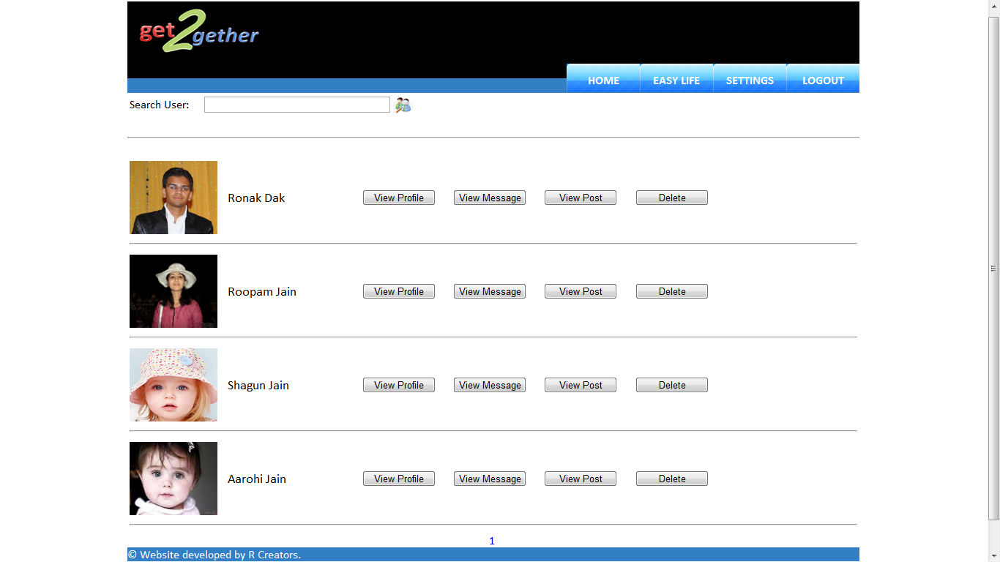 get2gether
HOME EASY LIFE SETTINGS LOGOUT
Search User:
Ronak Dak View Profile View Message View Post Delete
Roopam Jain View Profile View Message View Post Delete
Shagun Jain View Profile View Message View Post Delete
Aarohi Jain View Profile View Message View Post Delete
1
© Website developed by R Creators.